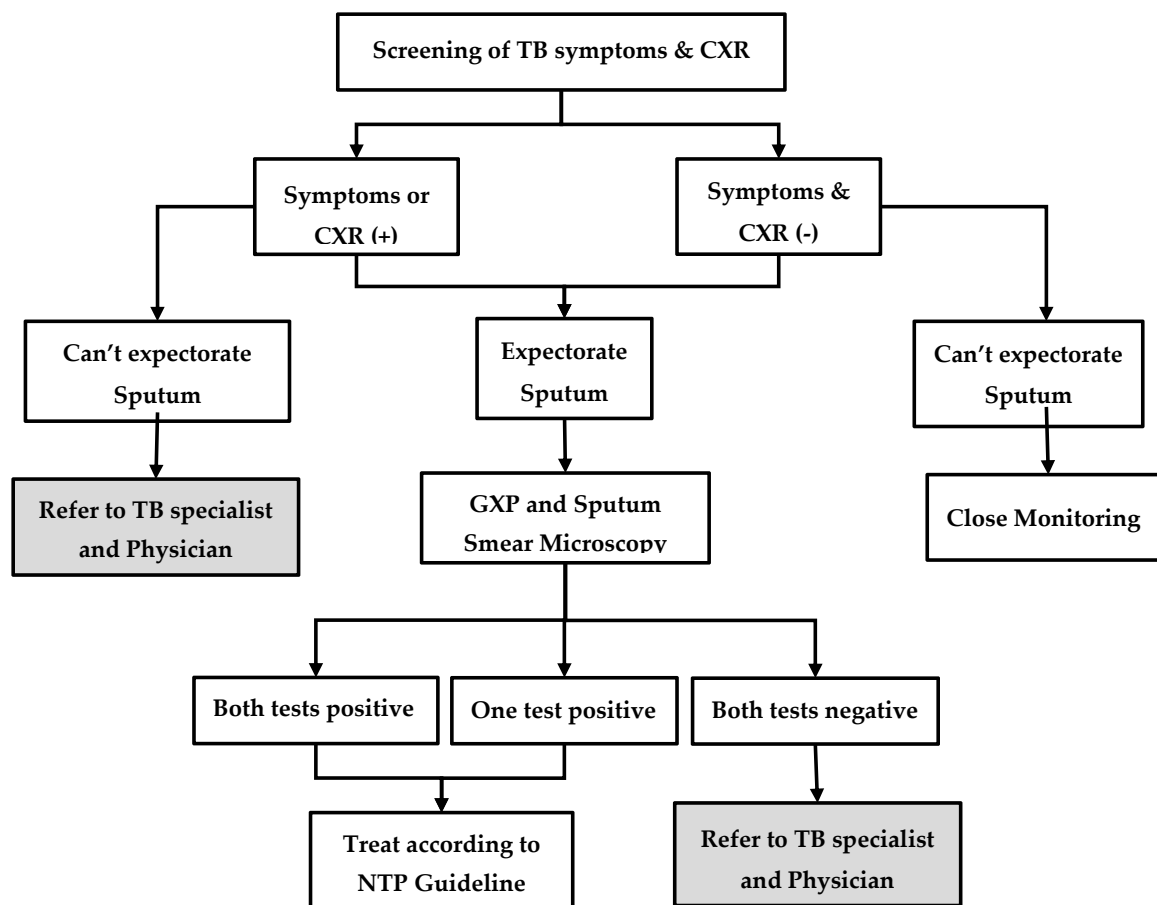 Screening of TB symptoms & CXR
Symptoms or
CXR (+)
Symptoms &
CXR (-)
Can’t expectorate
Sputum
Expectorate
Sputum
Can’t expectorate
Sputum
Refer to TB specialist
and Physician
GXP and Sputum
Smear Microscopy
Close Monitoring
Both tests positive
One test positive
Both tests negative
Treat according to
NTP Guideline
Refer to TB specialist
and Physician